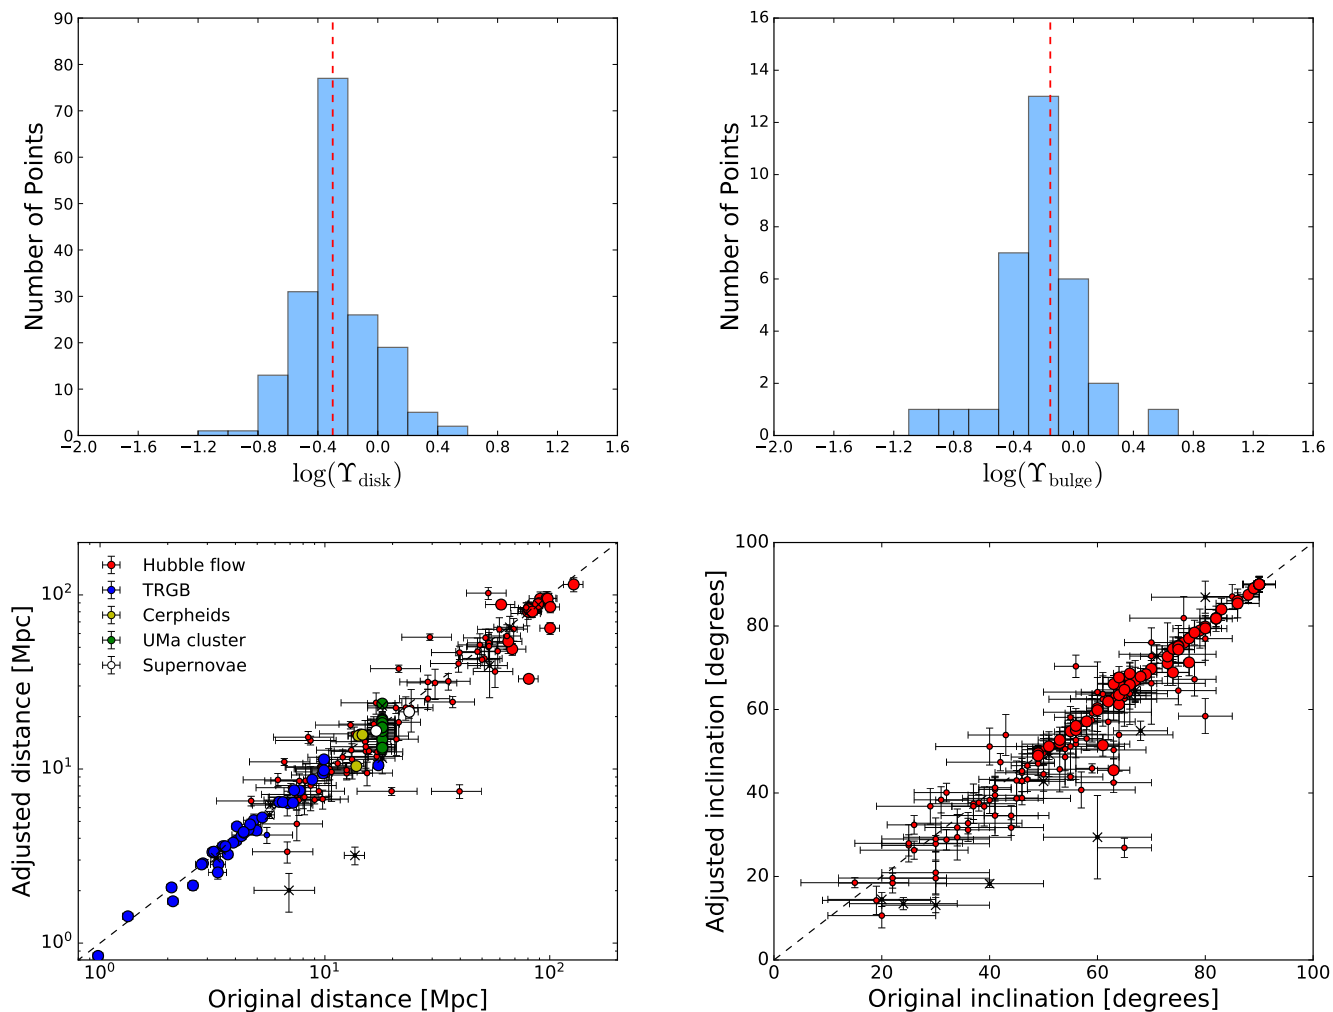 90
80
70
60
50
40
30
20
10
0
Number of Points
−2.0 −1.6 −1.2 −0.8 −0.4 0.0 0.4 0.8 1.2 1.6
log(ϒdisk)
16
14
12
10
8
6
4
2
0
Number of Points
−2.0 −1.6 −1.2 −0.8 −0.4 0.0 0.4 0.8 1.2 1.6
log(ϒbulge)
Hubble flow
TRGB
Cerpheids
UMa cluster
Supernovae
10²
10¹
10⁰
Adjusted distance [Mpc]
10⁰ 10¹ 10²
Original distance [Mpc]
100
80
60
40
20
0
Adjusted inclination [degrees]
0 20 40 60 80 100
Original inclination [degrees]